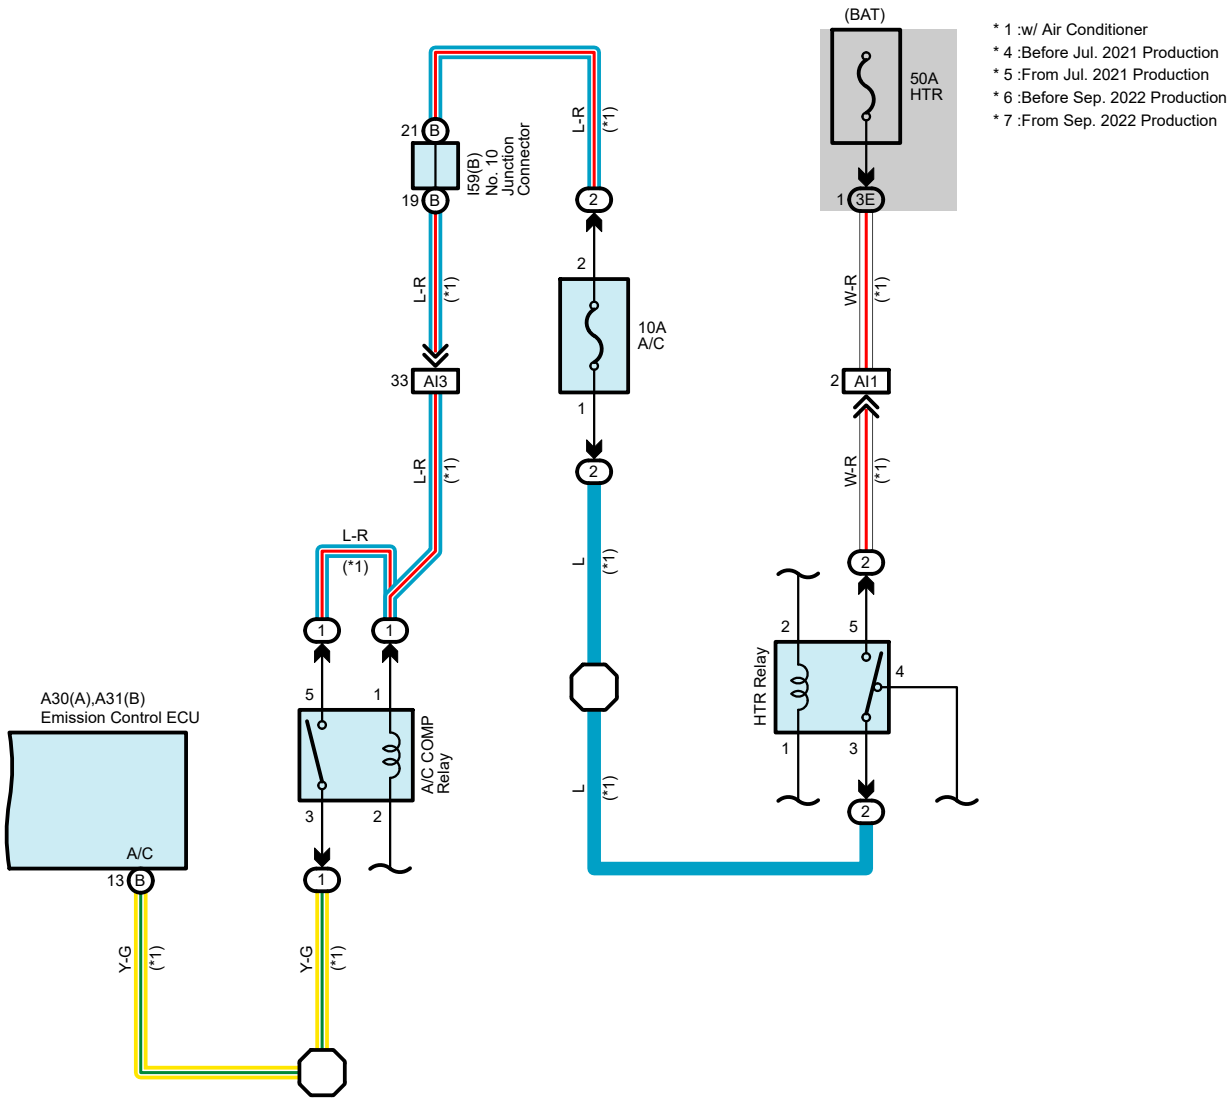 (BAT)
* 1 :w/ Air Conditioner
* 4 :Before Jul. 2021 Production
* 5 :From Jul. 2021 Production
* 6 :Before Sep. 2022 Production
* 7 :From Sep. 2022 Production
50A
HTR
21 B
I59(B)
No. 10
Junction
Connector
19 B
L-R
(*1)
2
1 3E
L-R
(*1)
2
10A
A/C
1
2
W-R
(*1)
33 AI3
2 AI1
L-R
(*1)
W-R
(*1)
L-R
(*1)
L
(*1)
2
1
1
2
5
4
HTR Relay
1
3
2
A30(A),A31(B)
Emission Control ECU
5
1
A/C COMP
Relay
3
2
L
(*1)
A/C
13 B
1
Y-G
(*1)
Y-G
(*1)